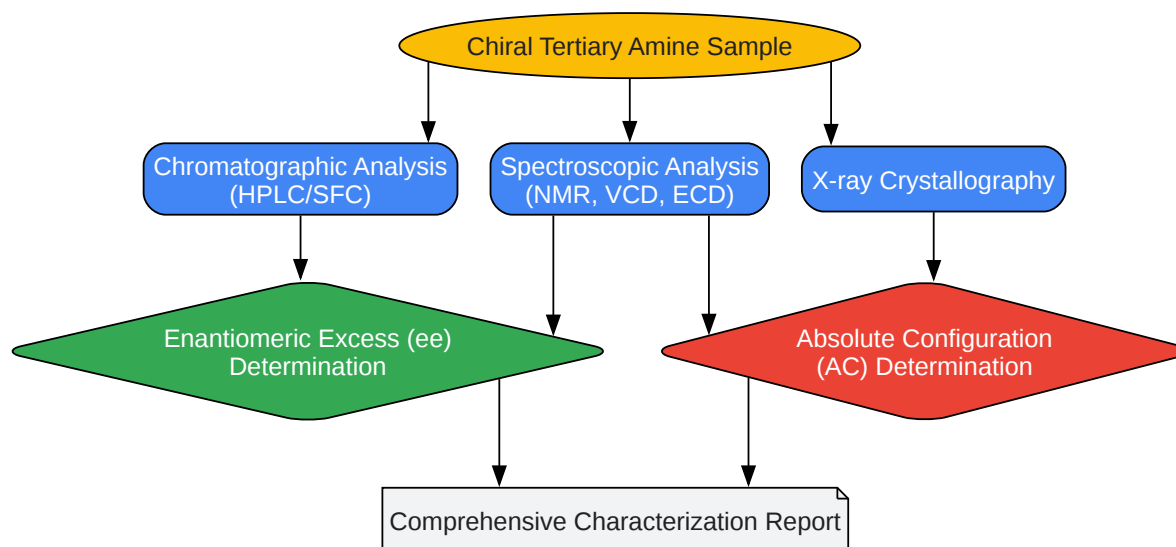 Chiral Tertiary Amine Sample
Chromatographic Analysis
(HPLC/SFC)
Spectroscopic Analysis
(NMR, VCD, ECD)
X-ray Crystallography
Enantiomeric Excess (ee)
Determination
Absolute Configuration
(AC) Determination
Comprehensive Characterization Report